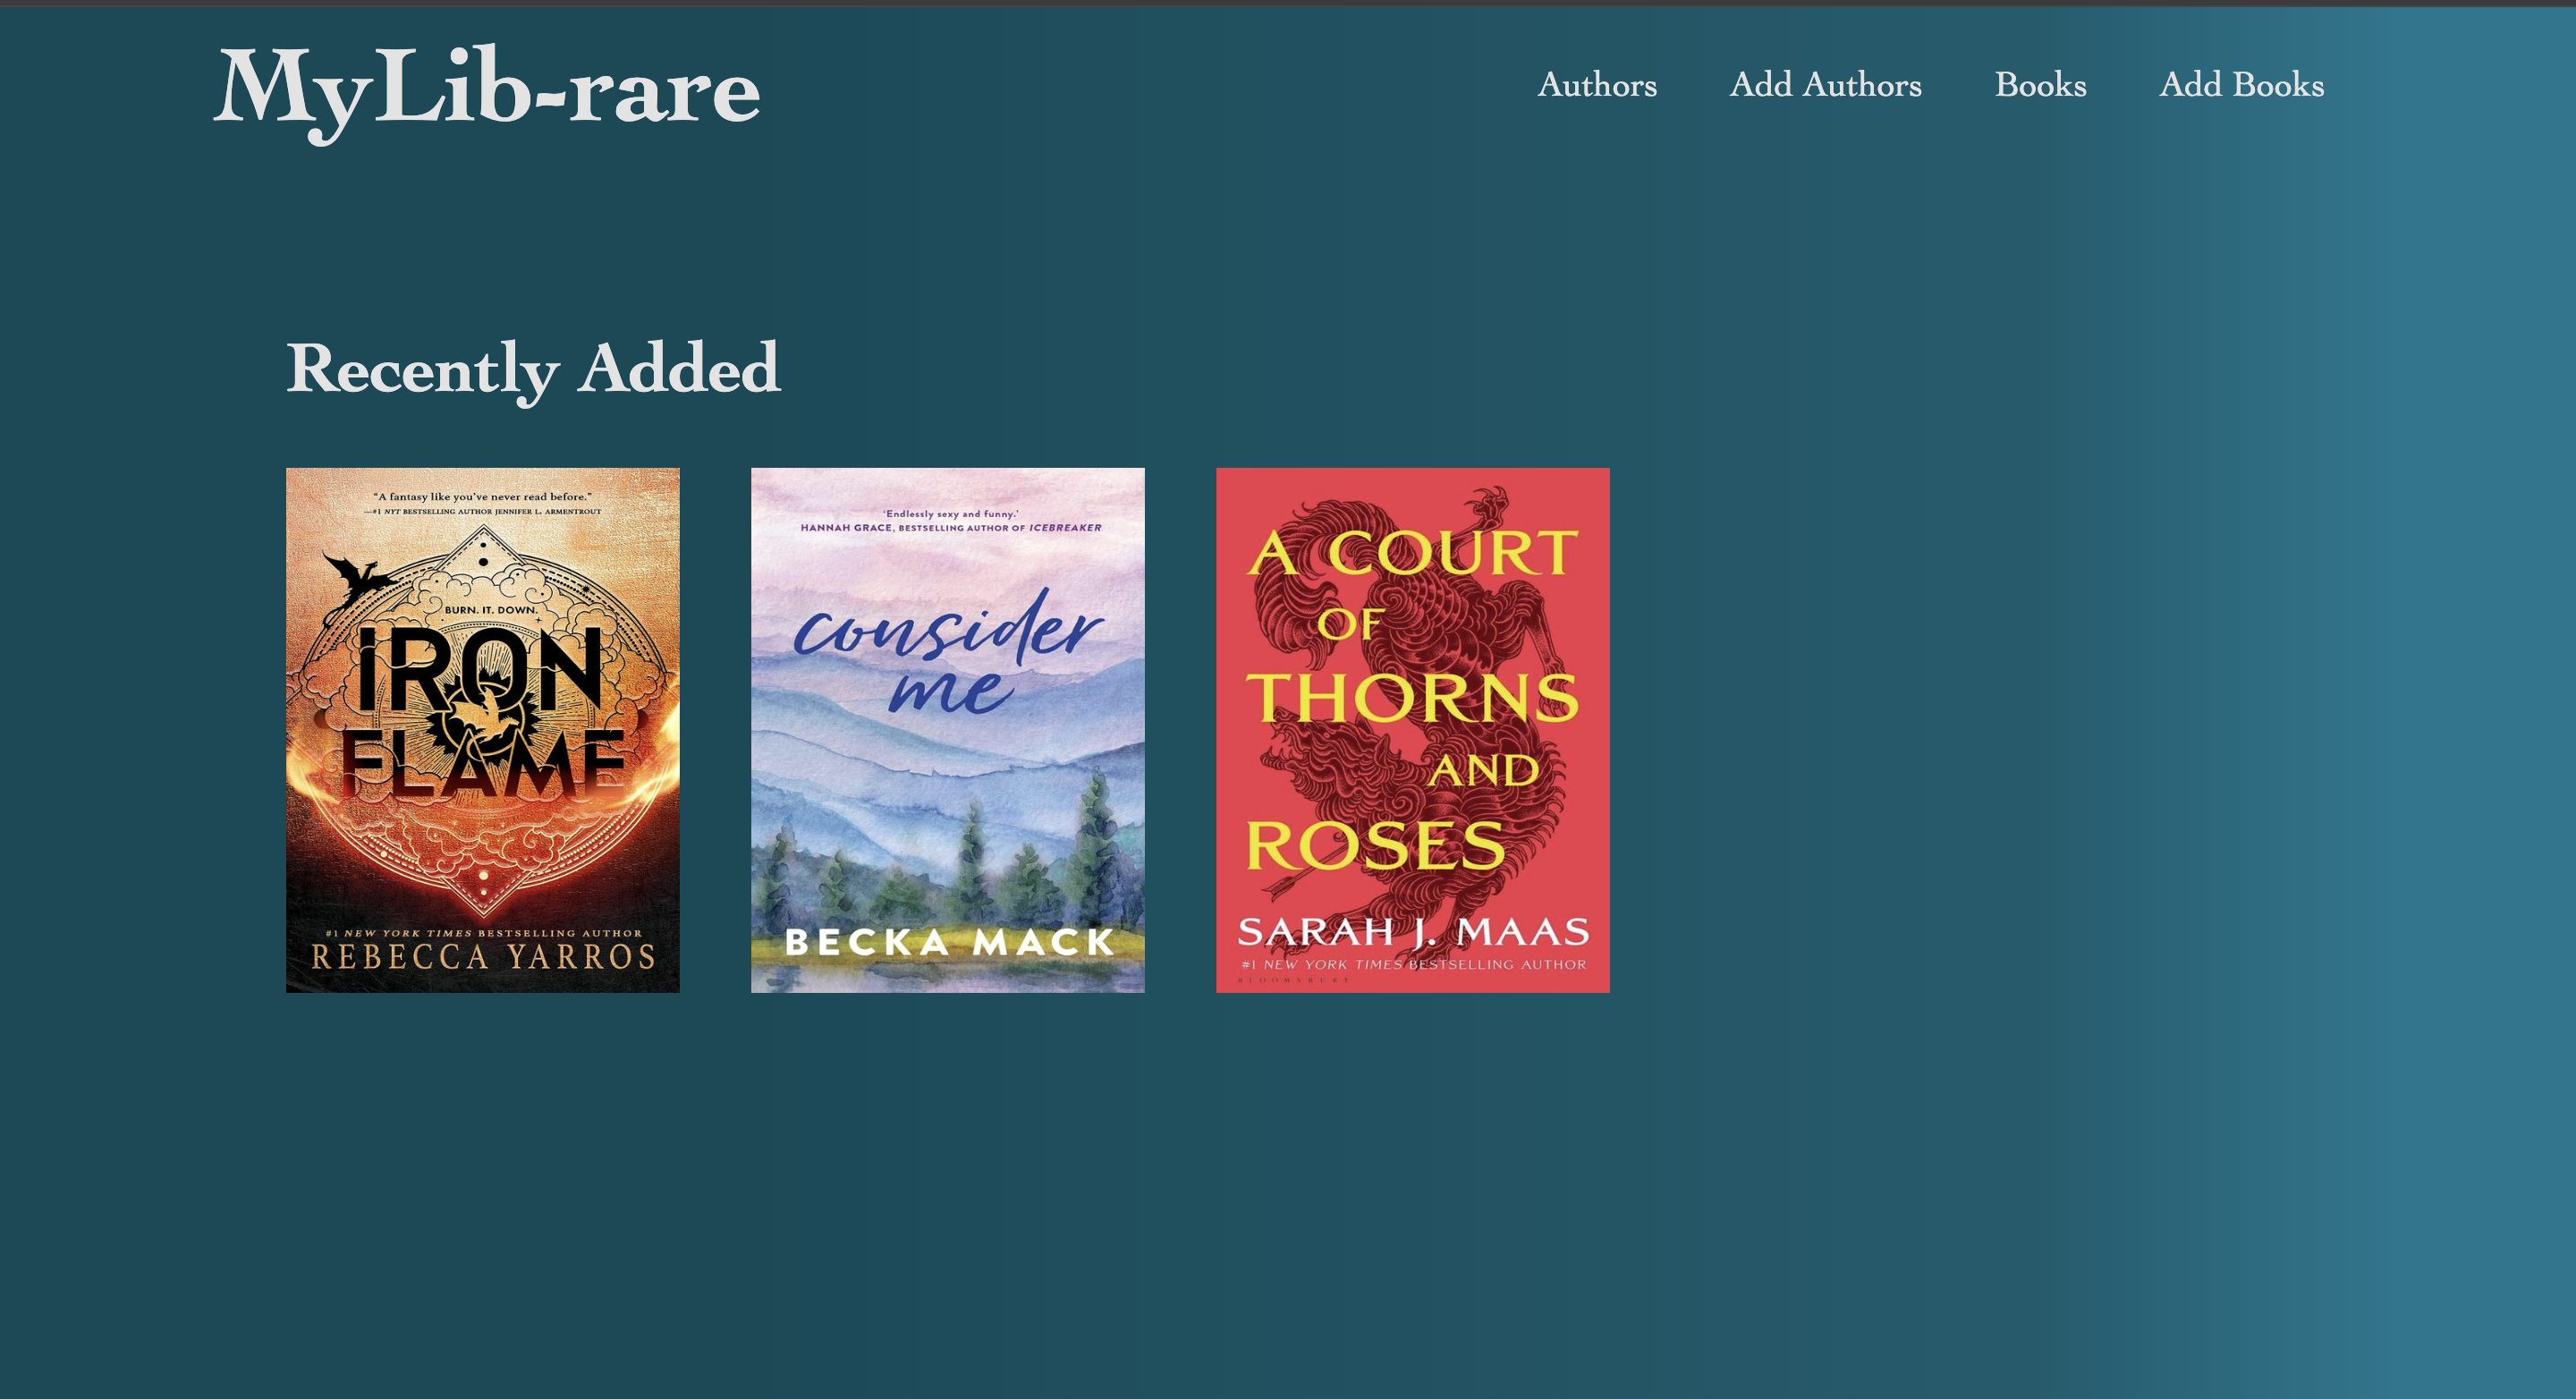 MyLib-rare
Authors
Add Authors
Books
Add Books
Recently Added
“A fantasy like you’ve never read before.”
—#1 NYT BESTSELLING AUTHOR JENNIFER L. ARMENTROUT
BURN. IT. DOWN.
IRON
FLAME
#1 NEW YORK TIMES BESTSELLING AUTHOR
REBECCA YARROS
‘Endlessly sexy and funny.’
HANNAH GRACE, BESTSELLING AUTHOR OF ICEBREAKER
consider
me
BECKA MACK
A COURT
OF
THORNS
AND
ROSES
SARAH J. MAAS
#1 NEW YORK TIMES BESTSELLING AUTHOR
BLOOMSBURY